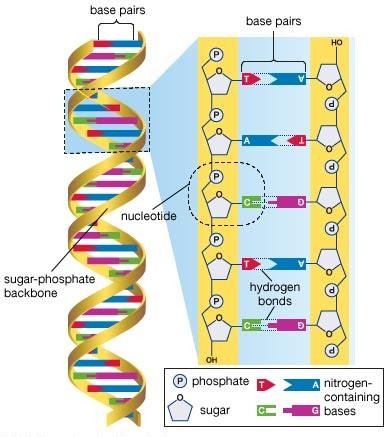 base pairs
base pairs
HO
P
T A
P
P
A T
P
P
C G
P
nucleotide
P
T A
P
sugar-phosphate
backbone
hydrogen
bonds
P
C G
P
OH
P phosphate
T A nitrogen-
containing
sugar
C G bases